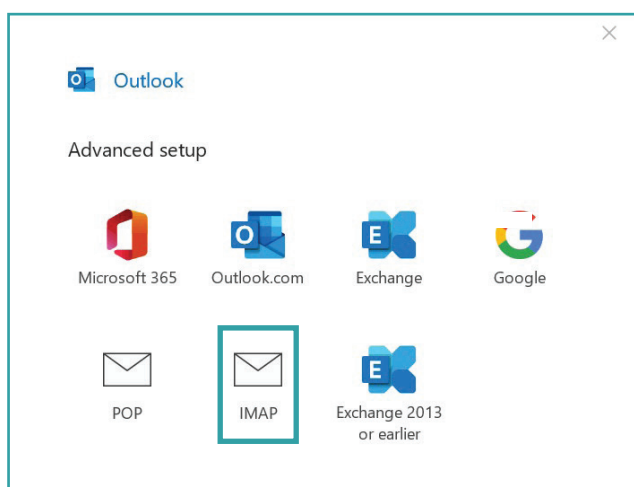 Outlook
Advanced setup
Microsoft 365
Outlook.com
Exchange
Google
POP
IMAP
Exchange 2013
or earlier